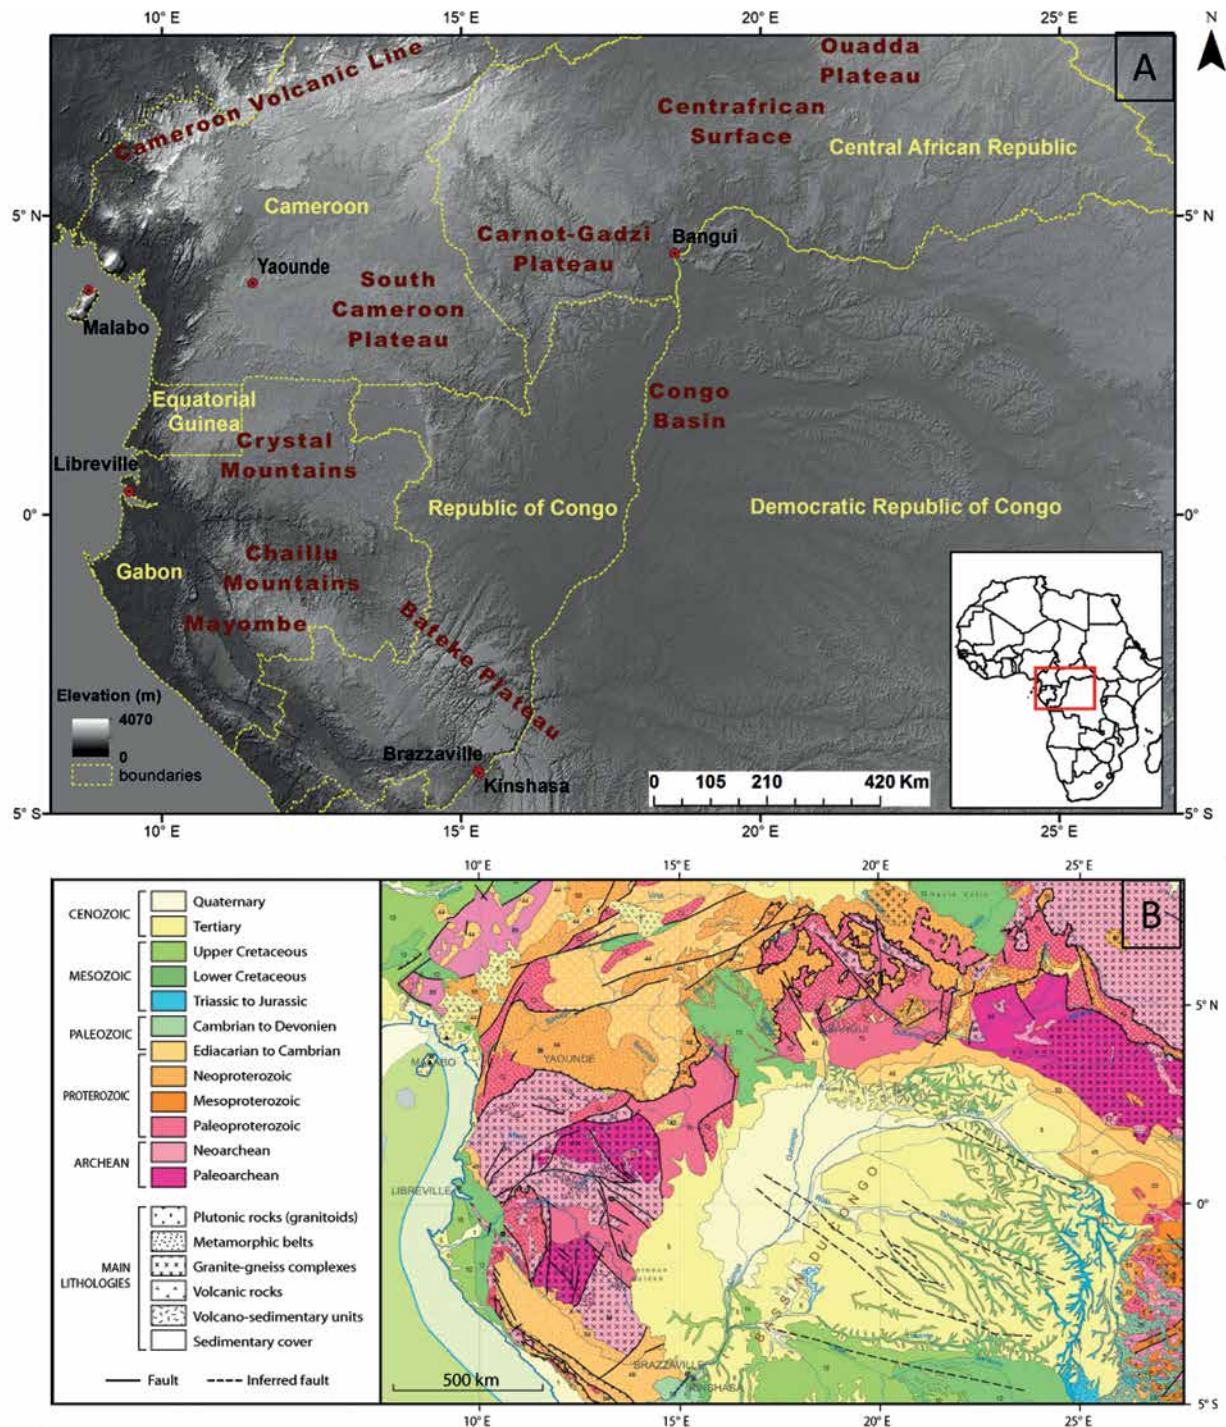 10° E
15° E
20° E
25° E
N
A
Ouadda
Plateau
Cameroon Volcanic Line
Centrafrican
Surface
Central African Republic
5° N
5° N
Cameroon
Carnot-Gadzi
Plateau
Bangui
Yaounde
South
Cameroon
Plateau
Malabo
Equatorial
Guinea
Congo
Basin
Crystal
Mountains
Libreville
Republic of Congo
Democratic Republic of Congo
0°
0°
Chaillu
Mountains
Gabon
Mayombe
Bateke Plateau
Elevation (m)
4070
0
boundaries
Brazzaville
Kinshasa
0 105 210 420 Km
5° S
5° S
10° E
15° E
20° E
25° E
10° E
15° E
20° E
25° E
B
CENOZOIC
Quaternary
Tertiary
MESOZOIC
Upper Cretaceous
Lower Cretaceous
Triassic to Jurassic
PALEOZOIC
Cambrian to Devonien
Ediacarian to Cambrian
PROTEROZOIC
Neoproterozoic
Mesoproterozoic
Paleoproterozoic
ARCHEAN
Neoarchean
Paleoarchean
MAIN
LITHOLOGIES
Plutonic rocks (granitoids)
Metamorphic belts
Granite-gneiss complexes
Volcanic rocks
Volcano-sedimentary units
Sedimentary cover
Fault
Inferred fault
5° N
BANGUI
YAOUNDE
MALABO
LIBREVILLE
0°
BASSIN DU CONGO
BRAZZAVILLE
KINSHASA
500 km
5° S
10° E
15° E
20° E
25° E